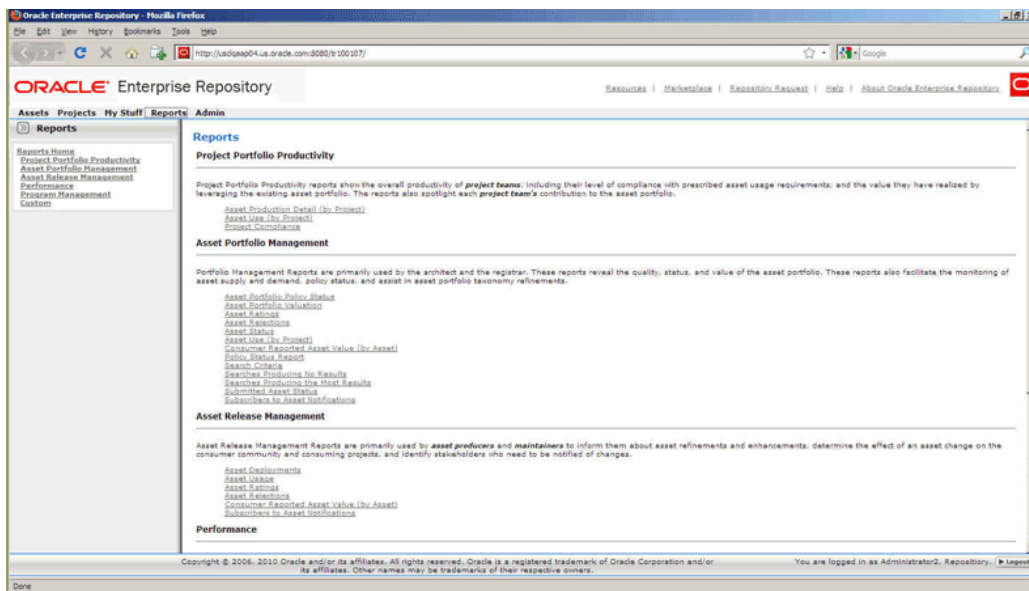 Oracle Enterprise Repository - Mozilla Firefox
File Edit View History Bookmarks Tools Help
http://usdqaap04.us.oracle.com:8080/tr100107/
Google
ORACLE Enterprise Repository
Resources | Marketplace | Repository Request | Help | About Oracle Enterprise Repository
Assets Projects My Stuff Reports Admin
Reports
Reports Home
Project Portfolio Productivity
Asset Portfolio Management
Asset Release Management
Performance
Program Management
Custom
Reports
Project Portfolio Productivity
Project Portfolio Productivity reports show the overall productivity of project teams. Including their level of compliance with prescribed asset usage requirements, and the value they have realized by
leveraging the existing asset portfolio. The reports also spotlight each project team's contribution to the asset portfolio.
Asset Production Detail (by Project)
Asset Use (by Project)
Project Compliance
Asset Portfolio Management
Portfolio Management Reports are primarily used by the architect and the registrar. These reports reveal the quality, status, and value of the asset portfolio. These reports also facilitate the monitoring of
asset supply and demand, policy status, and assist in asset portfolio taxonomy refinements.
Asset Portfolio Policy Status
Asset Portfolio Valuation
Asset Ratings
Asset Rejections
Asset Status
Asset Use (by Project)
Consumer Reported Asset Value (by Asset)
Policy Status Report
Search Criteria
Searches Producing No Results
Searches Producing the Most Results
Submitted Asset Status
Subscribers to Asset Notifications
Asset Release Management
Asset Release Management Reports are primarily used by asset producers and maintainers to inform them about asset refinements and enhancements, determine the effect of an asset change on the
consumer community and consuming projects, and identify stakeholders who need to be notified of changes.
Asset Deployments
Asset Usage
Asset Ratings
Asset Rejections
Consumer Reported Asset Value (by Asset)
Subscribers to Asset Notifications
Performance
Copyright © 2006, 2010 Oracle and/or its affiliates. All rights reserved. Oracle is a registered trademark of Oracle Corporation and/or
its affiliates. Other names may be trademarks of their respective owners.
You are logged in as Administrator2, Repository. Logout
Done